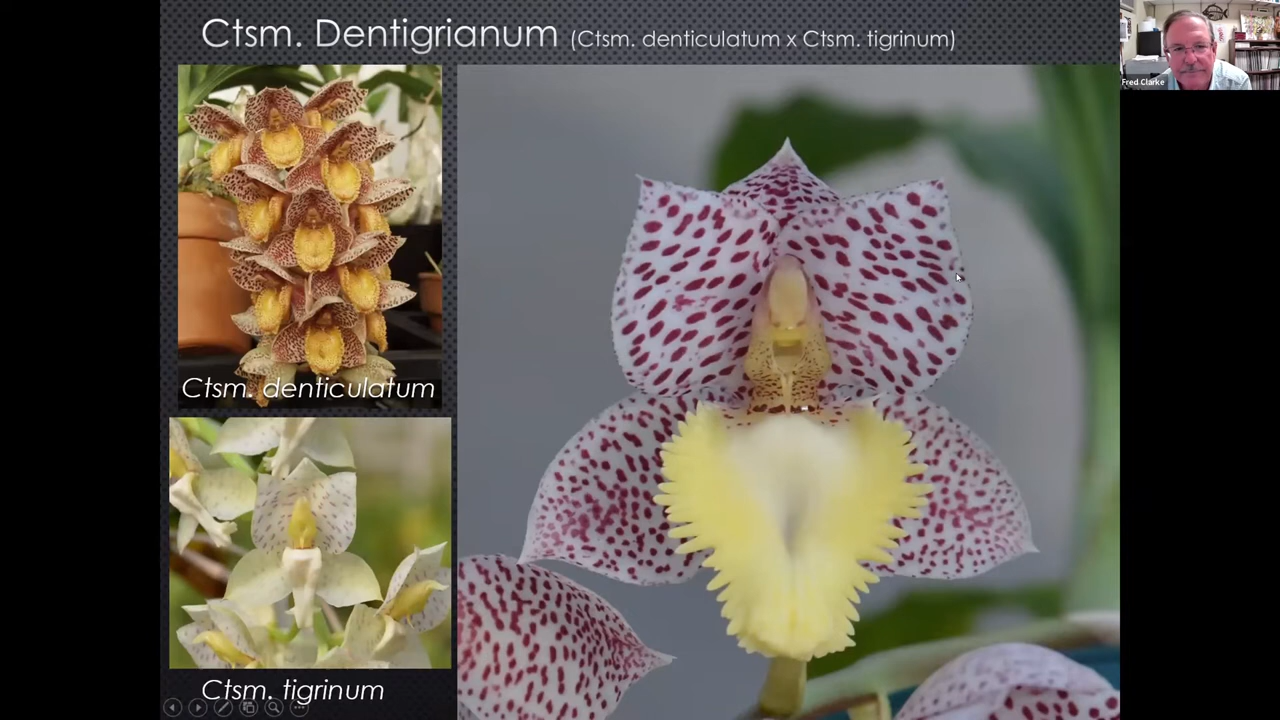 Ctsm. Dentigrianum (Ctsm. denticulatum x Ctsm. tigrinum)
Fred Clarke
Ctsm. denticulatum
Ctsm. tigrinum